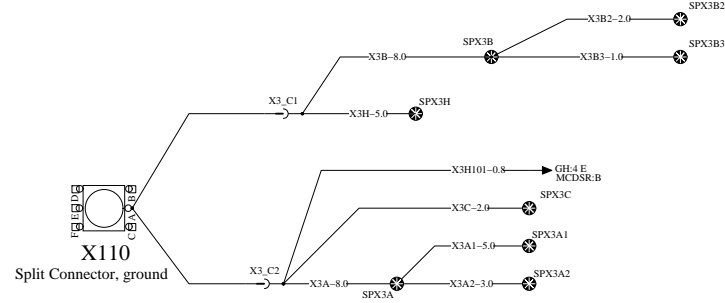 SPX3B2
X3B2-2.0
SPX3B
SPX3B3
X3B-8.0
X3B3-1.0
X3_C1
SPX3H
X3H-5.0
X3H101-0.8
GH:4 E
MCDSR:B
SPX3C
X3C-2.0
D
E
F
B
A
C
X110
Split Connector, ground
SPX3A1
X3A1-5.0
X3_C2
SPX3A2
X3A-8.0
X3A2-3.0
SPX3A